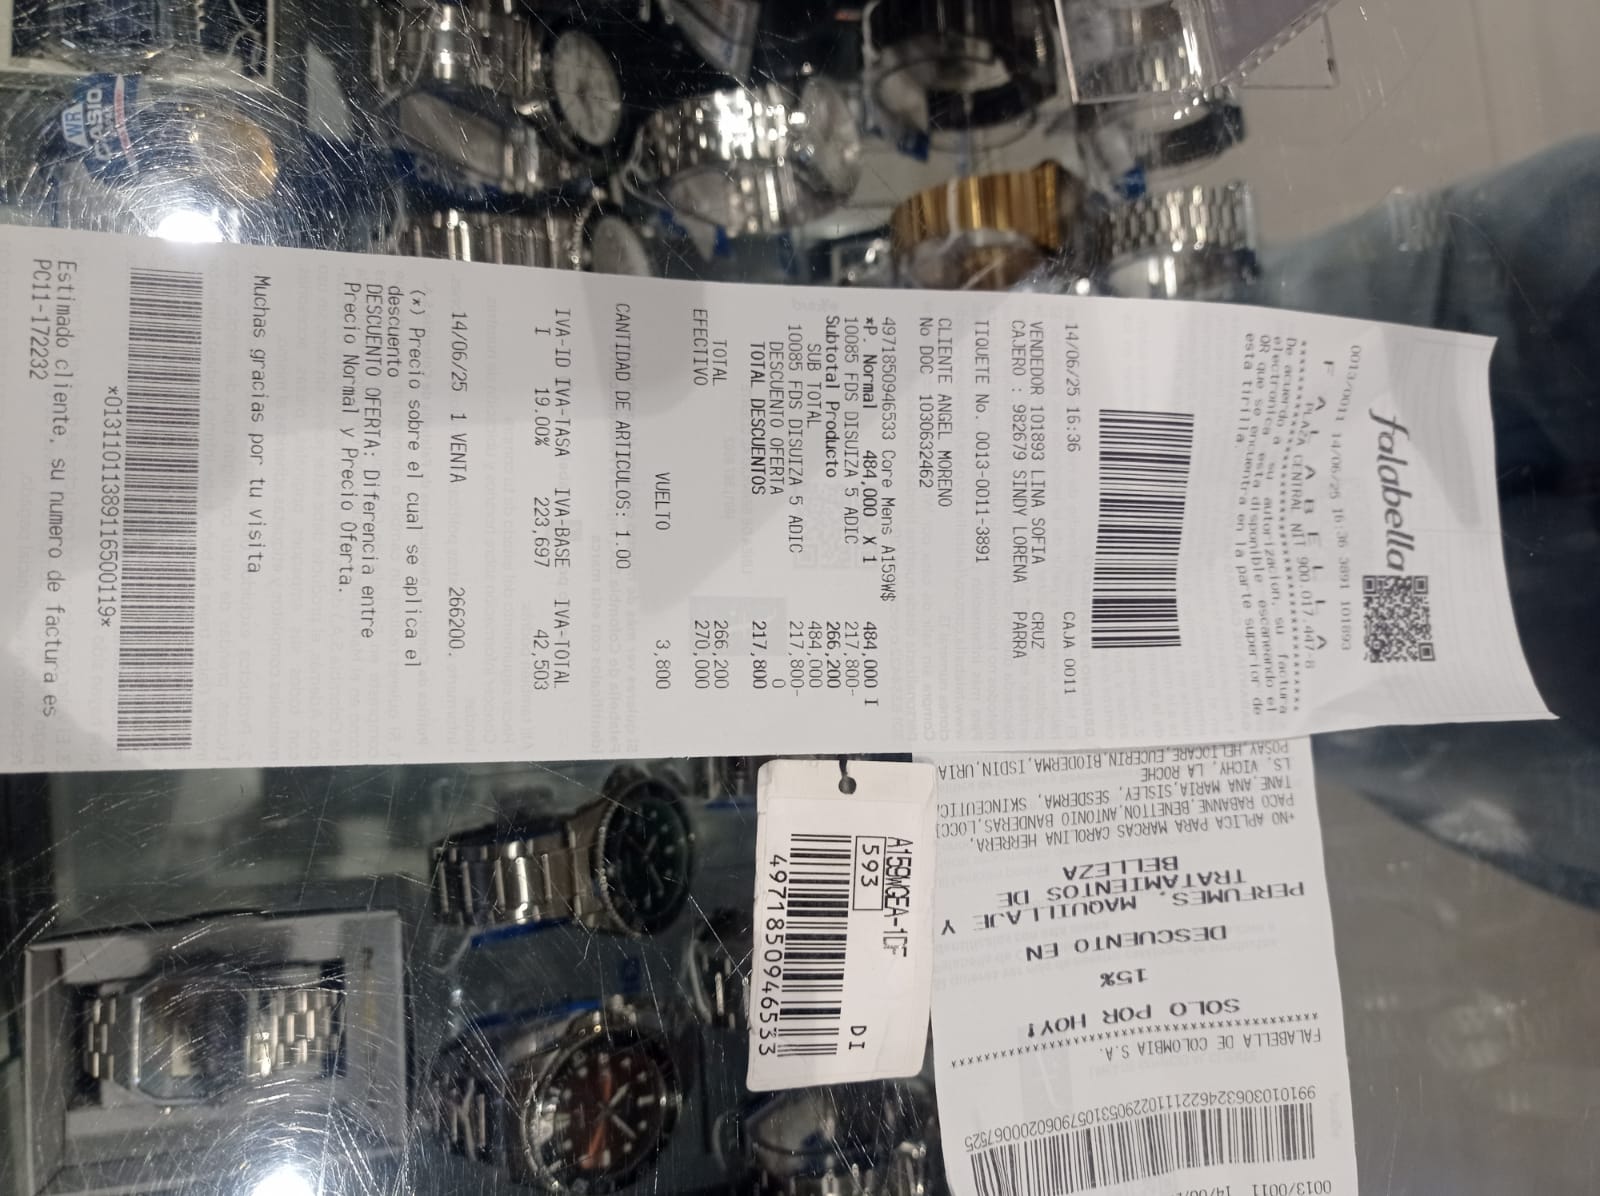 falabella
0013/0011 14/06/25 16:36 3891 101893
F A L A B E L L A
PLAZA CENTRAL NIT 900.017.447-8
De acuerdo a su autorizacion, su factura
electronica esta disponible escaneando el
QR que se encuentra en la parte superior de
esta tirilla.
14/06/25 16:36 CAJA 0011
VENDEDOR 101893 LINA SOFIA CRUZ
CAJERO : 982679 SINDY LORENA PARRA
TIQUETE No. 0013-0011-3891
CLIENTE ANGEL MORENO
No DOC 1030632462
4971850946533 Core Mens A159W$
*P. Normal 484,000 X 1 484,000 I
10085 FDS DISUIZA 5 ADIC 217,800-
Subtotal Producto 266,200
SUB TOTAL 484,000
10085 FDS DISUIZA 5 ADIC 217,800-
DESCUENTO OFERTA 0
TOTAL DESCUENTOS 217,800
TOTAL 266,200
EFECTIVO 270,000
VUELTO 3,800
CANTIDAD DE ARTICULOS: 1.00
IVA-ID IVA-TASA IVA-BASE IVA-TOTAL
I 19.00% 223,697 42,503
14/06/25 1 VENTA 266200.
(*) Precio sobre el cual se aplica el
descuento
DESCUENTO OFERTA: Diferencia entre
Precio Normal y Precio Oferta.
Muchas gracias por tu visita
*013110113891165001 19*
Estimado cliente, su numero de factura es
PC11-172232
A159WGEA-1DF
593
DI
4971850946533
0013/0011
991010306324622111022905310579060200067525
FALABELLA DE COLOMBIA S.A.
SOLO POR HOY!
15%
DESCUENTO EN
PERFUMES, MAQUILLAJE Y
TRATAMIENTOS DE
BELLEZA
+NO APLICA PARA MARCAS CAROLINA HERRERA,
PACO RABANNE,BENETTON,ANTONIO BANDERAS,LOCCI
TANE,ANA MARIA,SISLEY, SESDERMA, SKINCEUTIC
LS. VICHY, LA ROCHE
POSAY,HELIOCARE,EUCERIN,BIODERMA,ISDIN,URIA
CASIO
WR